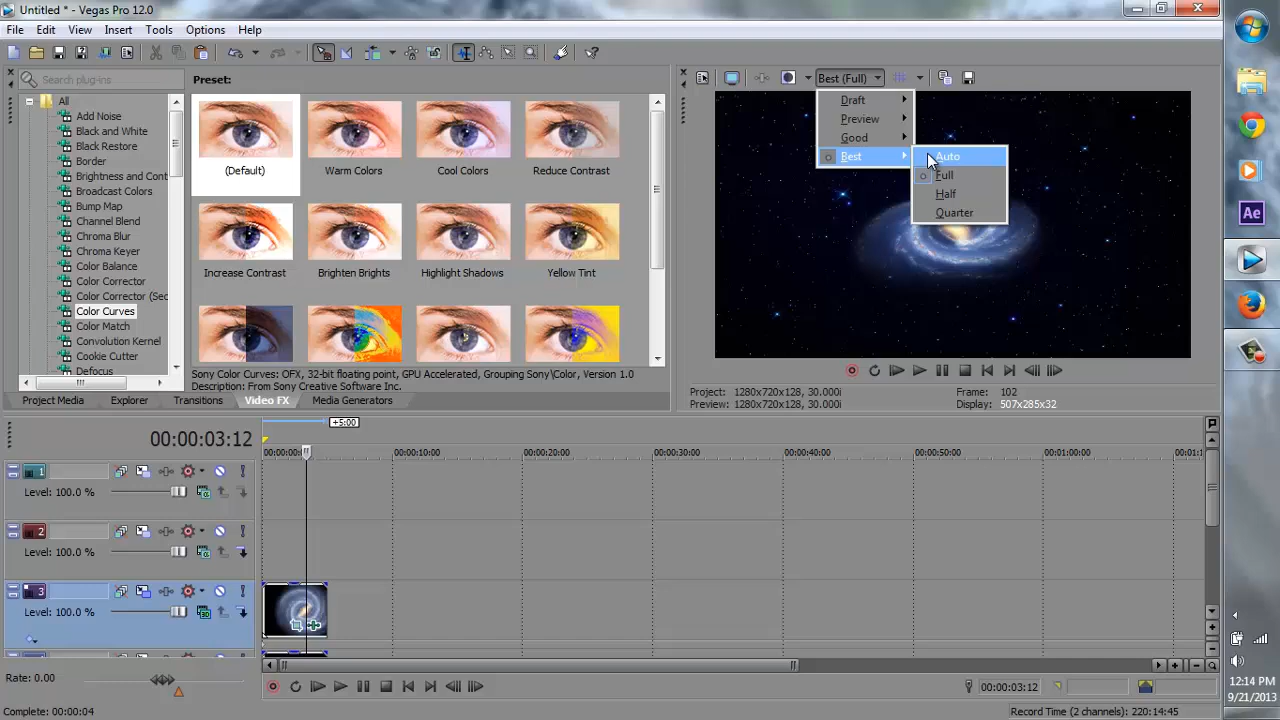 Untitled * - Vegas Pro 12.0
File Edit View Insert Tools Options Help
Search plug-ins
All
Add Noise
Black and White
Black Restore
Border
Brightness and Cont
Broadcast Colors
Bump Map
Channel Blend
Chroma Blur
Chroma Keyer
Color Balance
Color Corrector
Color Corrector (Sec
Color Curves
Color Match
Convolution Kernel
Cookie Cutter
Defocus
Preset:
(Default) Warm Colors Cool Colors Reduce Contrast
Increase Contrast Brighten Brights Highlight Shadows Yellow Tint
Sony Color Curves: OFX, 32-bit floating point, GPU Accelerated, Grouping Sony\Color, Version 1.0
Description: From Sony Creative Software Inc.
Project Media Explorer Transitions Video FX Media Generators
Best (Full)
Draft
Preview
Good
Best
Auto
Full
Half
Quarter
Project: 1280x720x128, 30.000i Frame: 102
Preview: 1280x720x128, 30.000i Display: 507x285x32
+5:00
00:00:03:12
00:00:00 00:00:10:00 00:00:20:00 00:00:30:00 00:00:40:00 00:00:50:00 00:01:00:00 00:01:1
1
Level: 100.0 %
2
Level: 100.0 %
3
Level: 100.0 %
Rate: 0.00
00:00:03:12
Complete: 00:00:04
Record Time (2 channels): 220:14:45
Ae
12:14 PM
9/21/2013